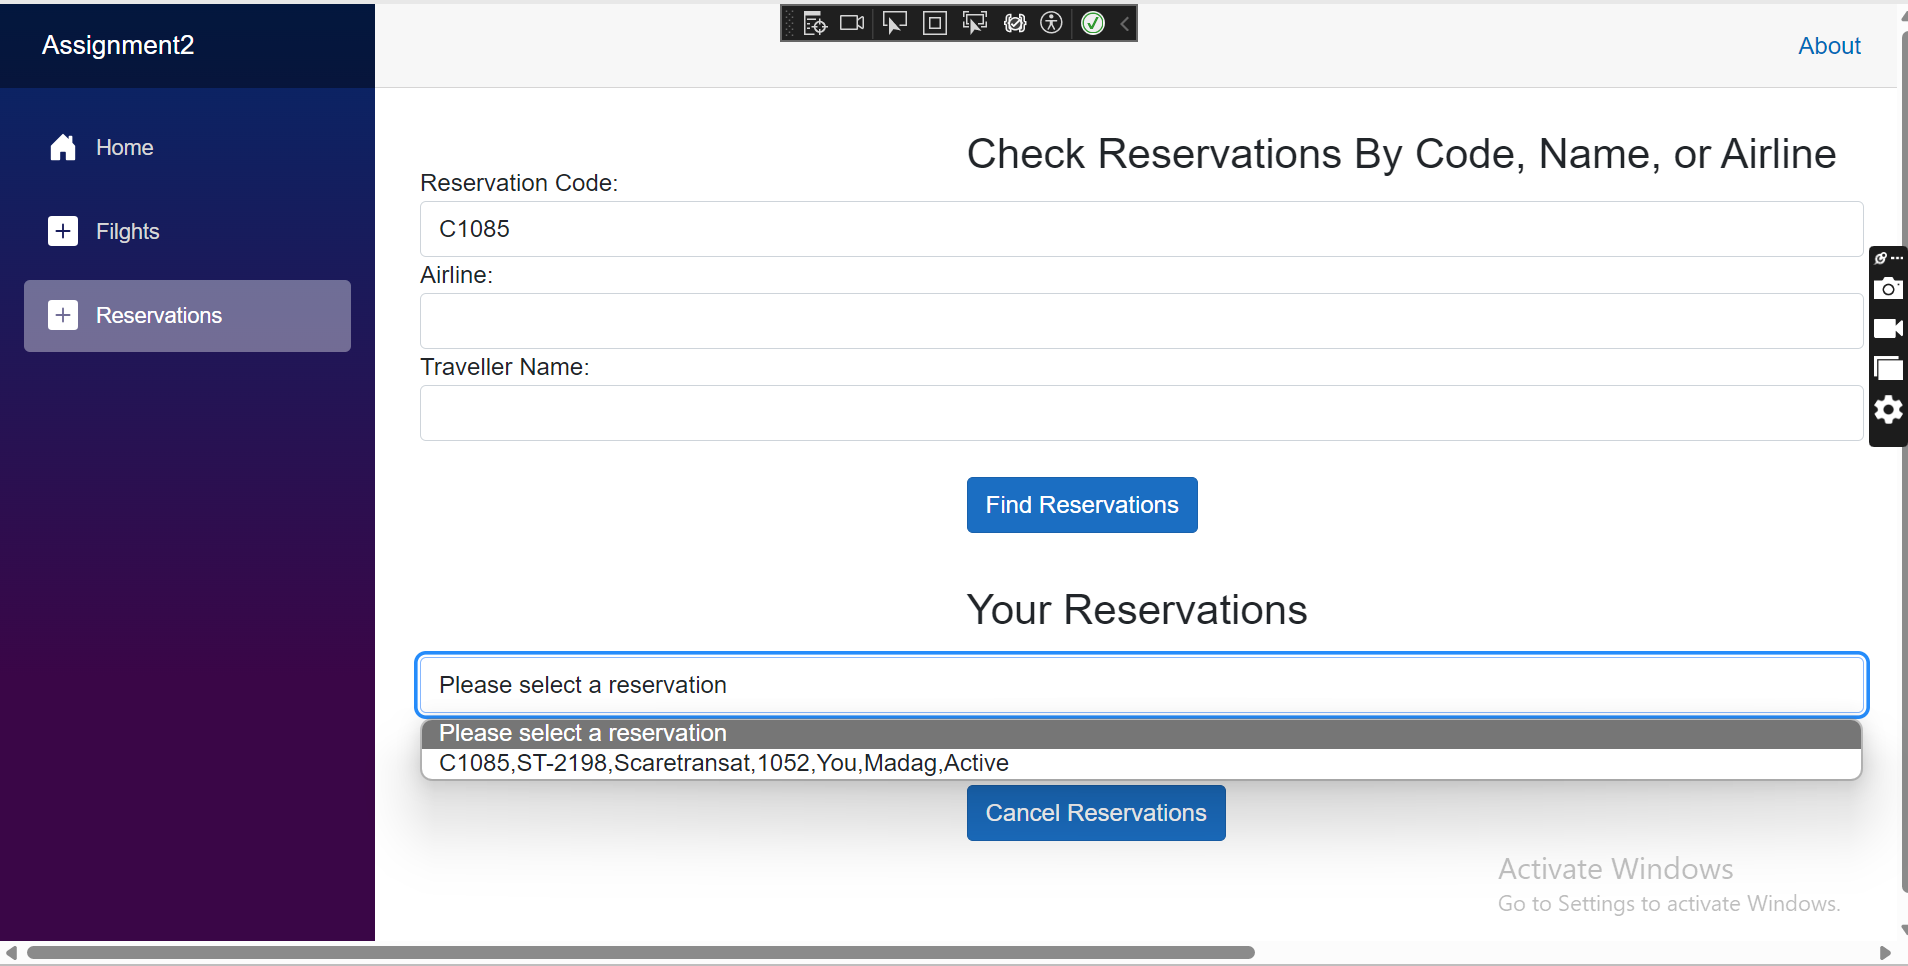 Assignment2
About
Home
Filghts
Reservations
Check Reservations By Code, Name, or Airline
Reservation Code:
C1085
Airline:
Traveller Name:
Find Reservations
Your Reservations
Please select a reservation
Please select a reservation
C1085,ST-2198,Scaretransat,1052,You,Madag,Active
Cancel Reservations
Activate Windows
Go to Settings to activate Windows.